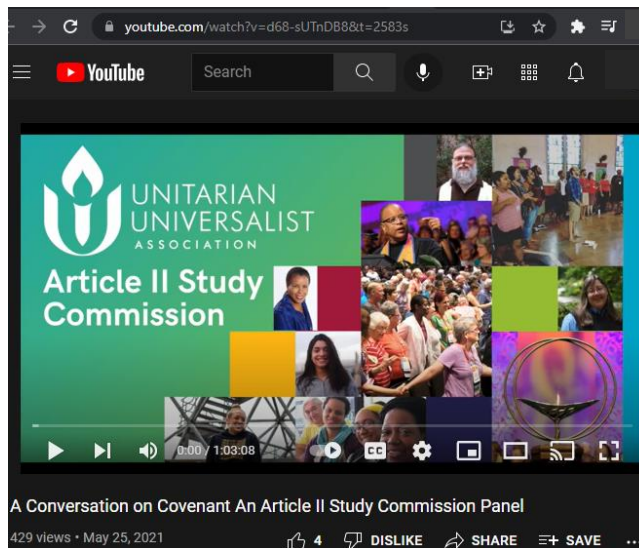 youtube.com/watch?v=d68-sUTnDB8&t=2583s
YouTube
Search
UNITARIAN
UNIVERSALIST
ASSOCIATION
Article II Study
Commission
0:00 / 1:03:08
CC
A Conversation on Covenant An Article II Study Commission Panel
429 views • May 25, 2021
4 DISLIKE SHARE SAVE